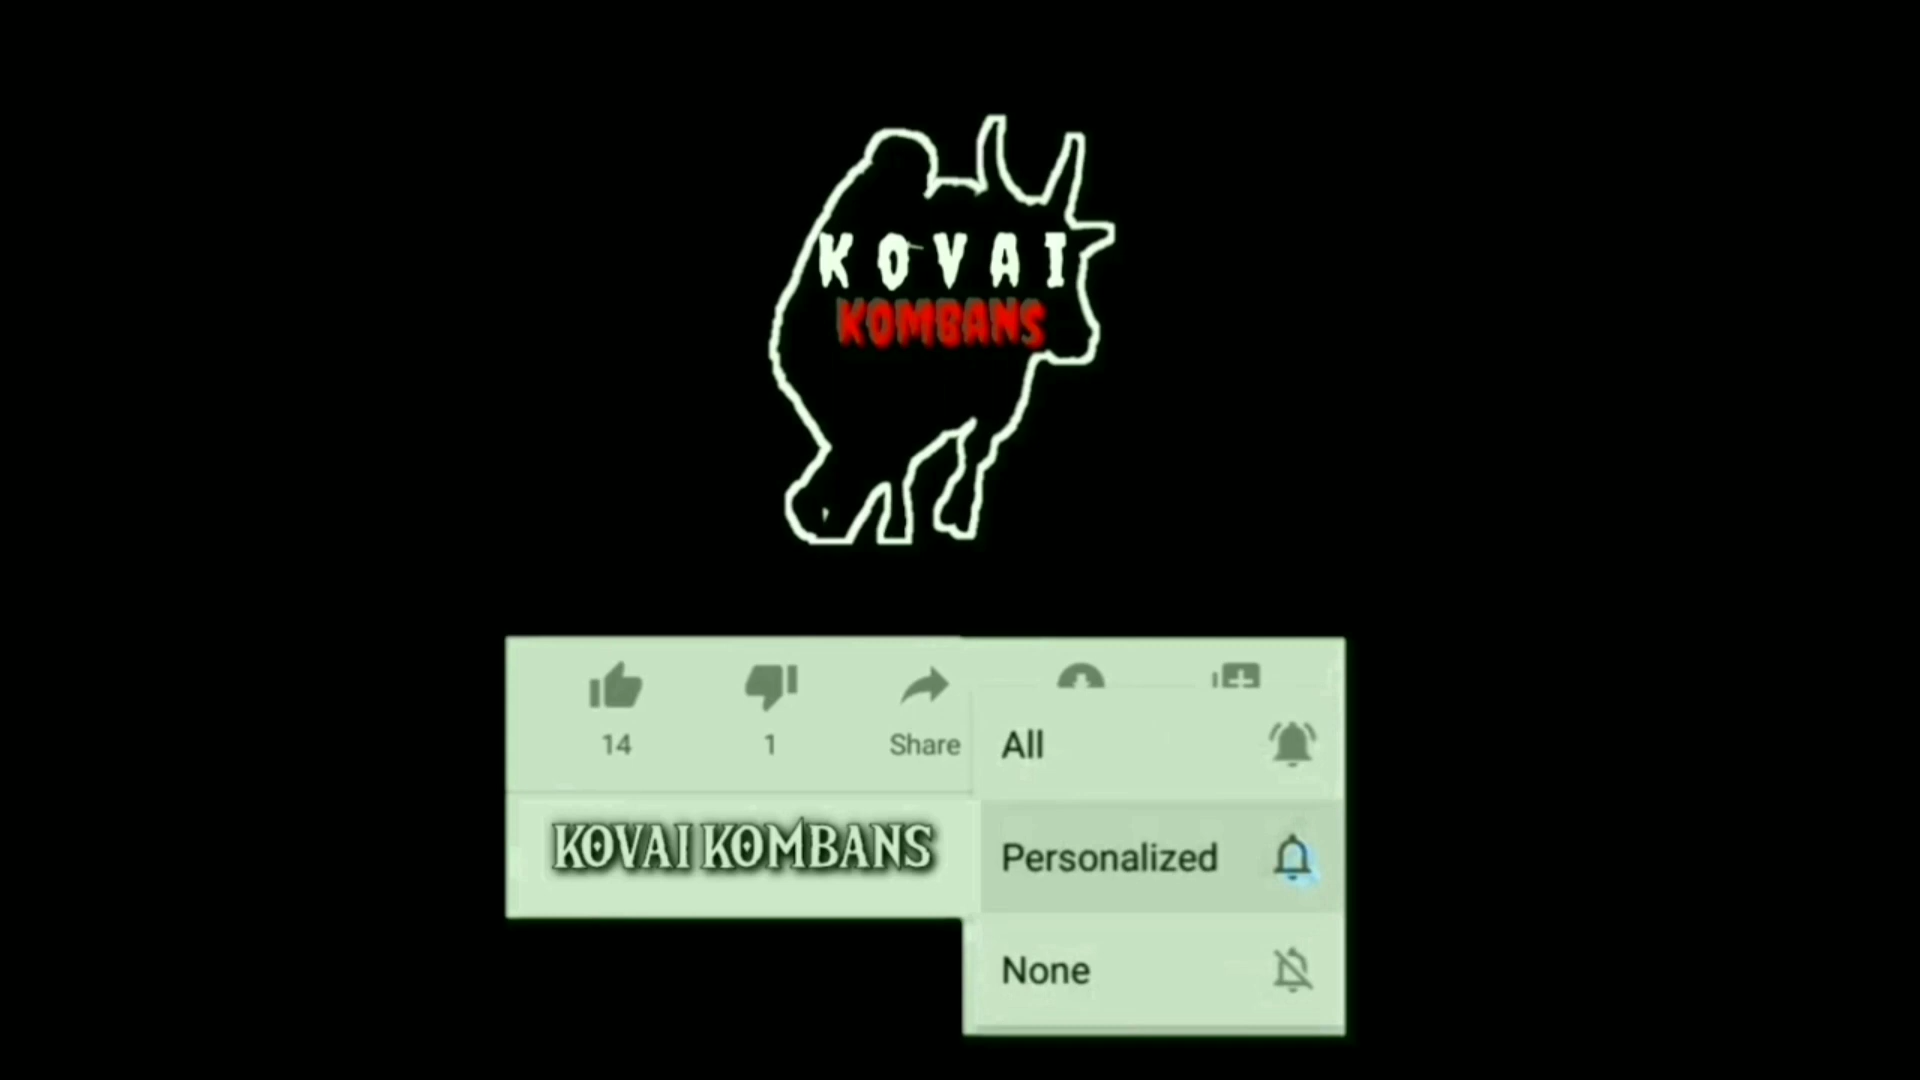 KOVAI
KOMBANS
14 1 Share
All
KOVAI KOMBANS
Personalized
None